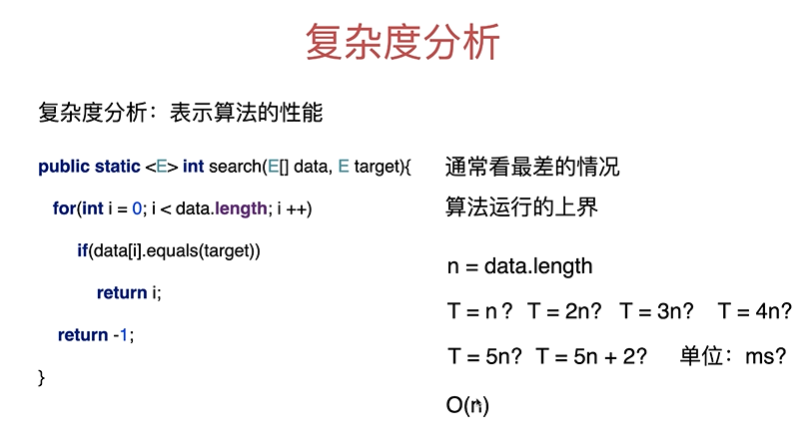 复杂度分析
复杂度分析：表示算法的性能
public static <E> int search(E[] data, E target){
for(int i = 0; i < data.length; i ++)
if(data[i].equals(target))
return i;
return -1;
}
通常看最差的情况
算法运行的上界
n = data.length
T = n？ T = 2n? T = 3n? T = 4n?
T = 5n? T = 5n + 2? 单位：ms?
O(n)